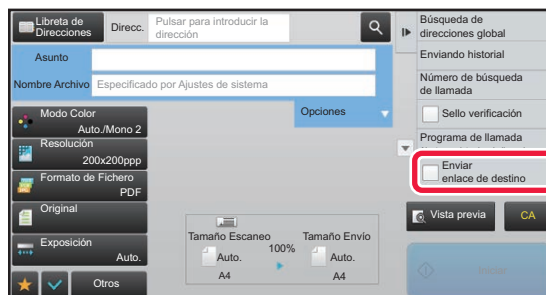 Libreta de
Direcciones
Direcc.
Pulsar para introducir la
dirección
Asunto
Nombre Archivo
Especificado por Ajustes de sistema
Opciones
Modo Color
Auto./Mono 2
Resolución
200x200ppp
Formato de Fichero
PDF
Original
Exposición
Auto.
Otros
Tamaño Escaneo
100%
Tamaño Envío
Auto.
A4
Auto.
A4
Búsqueda de
direcciones global
Enviando historial
Número de búsqueda
de llamada
Sello verificación
Programa de llamada
Enviar
enlace de destino
Vista previa
CA